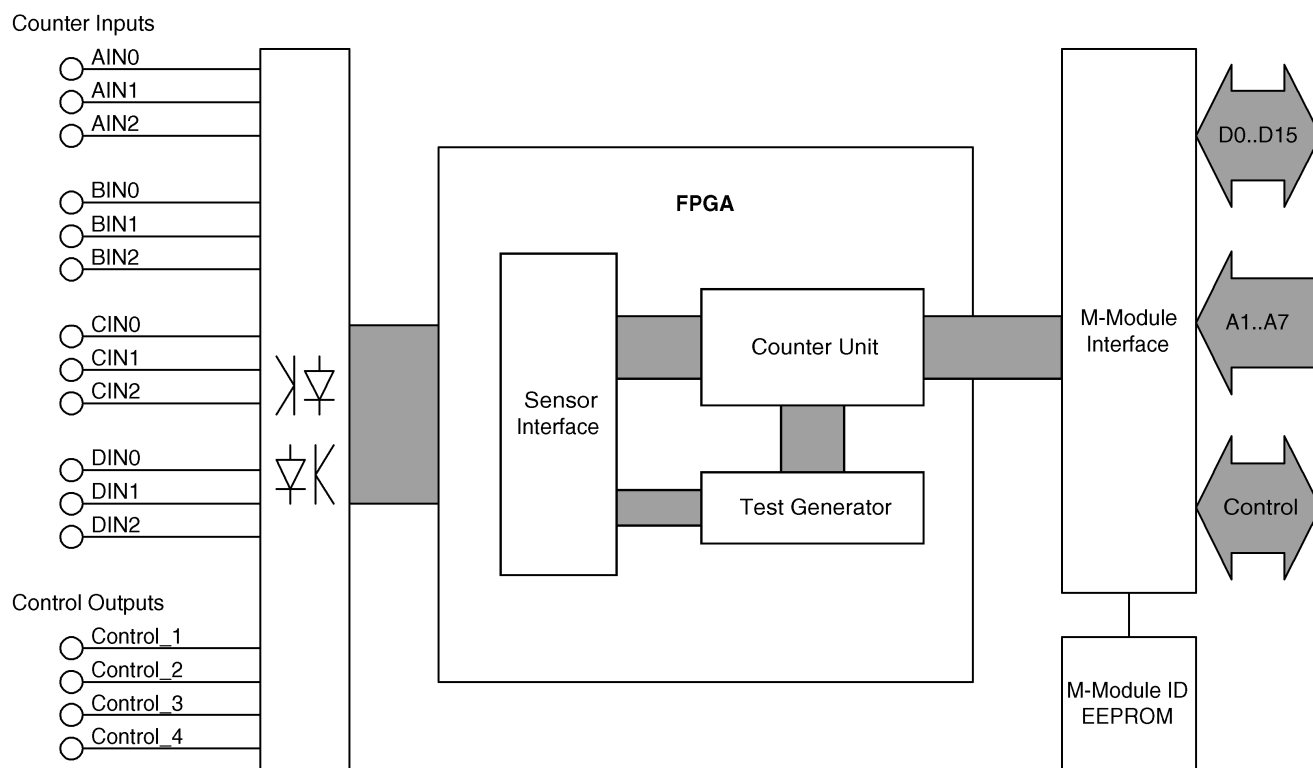 Counter Inputs
AIN0
AIN1
AIN2
BIN0
BIN1
BIN2
CIN0
CIN1
CIN2
DIN0
DIN1
DIN2
Control Outputs
Control_1
Control_2
Control_3
Control_4
FPGA
Sensor
Interface
Counter Unit
Test Generator
M-Module
Interface
M-Module ID
EEPROM
D0..D15
A1..A7
Control